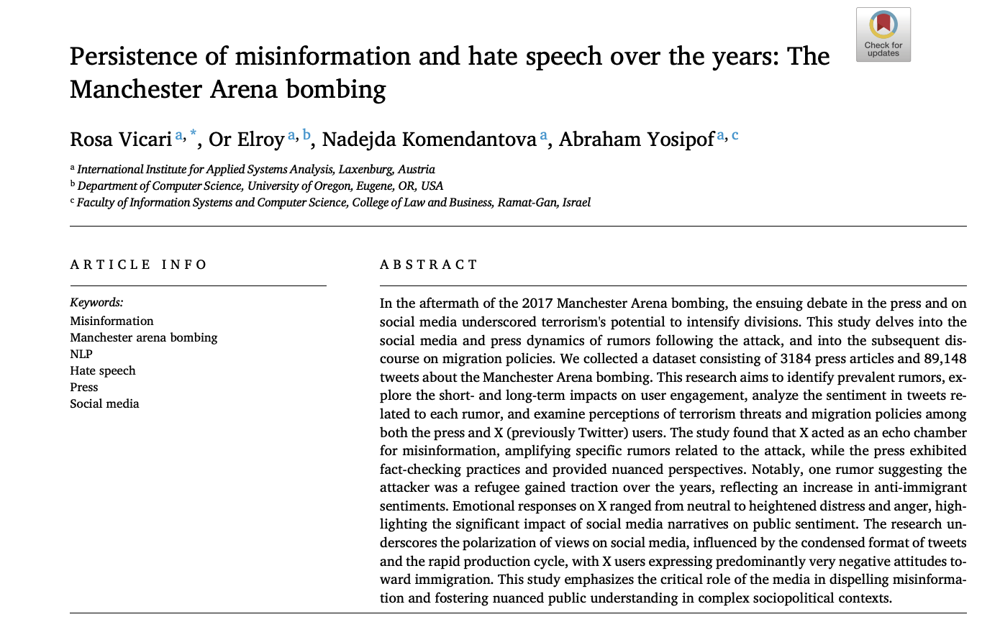 Check for
updates
Persistence of misinformation and hate speech over the years: The
Manchester Arena bombing
Rosa Vicari a, *, Or Elroy a, b, Nadejda Komendantova a, Abraham Yosipof a, c
a International Institute for Applied Systems Analysis, Laxenburg, Austria
b Department of Computer Science, University of Oregon, Eugene, OR, USA
c Faculty of Information Systems and Computer Science, College of Law and Business, Ramat-Gan, Israel
ARTICLE INFO
Keywords:
Misinformation
Manchester arena bombing
NLP
Hate speech
Press
Social media
ABSTRACT
In the aftermath of the 2017 Manchester Arena bombing, the ensuing debate in the press and on
social media underscored terrorism's potential to intensify divisions. This study delves into the
social media and press dynamics of rumors following the attack, and into the subsequent dis-
course on migration policies. We collected a dataset consisting of 3184 press articles and 89,148
tweets about the Manchester Arena bombing. This research aims to identify prevalent rumors, ex-
plore the short- and long-term impacts on user engagement, analyze the sentiment in tweets re-
lated to each rumor, and examine perceptions of terrorism threats and migration policies among
both the press and X (previously Twitter) users. The study found that X acted as an echo chamber
for misinformation, amplifying specific rumors related to the attack, while the press exhibited
fact-checking practices and provided nuanced perspectives. Notably, one rumor suggesting the
attacker was a refugee gained traction over the years, reflecting an increase in anti-immigrant
sentiments. Emotional responses on X ranged from neutral to heightened distress and anger, high-
lighting the significant impact of social media narratives on public sentiment. The research un-
derscores the polarization of views on social media, influenced by the condensed format of tweets
and the rapid production cycle, with X users expressing predominantly very negative attitudes to-
ward immigration. This study emphasizes the critical role of the media in dispelling misinforma-
tion and fostering nuanced public understanding in complex sociopolitical contexts.